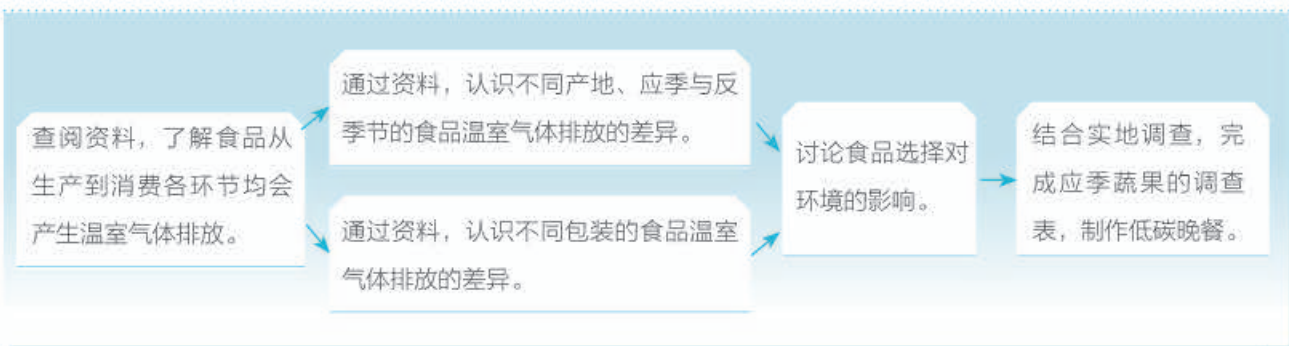 查阅资料，了解食品从
生产到消费各环节均会
产生温室气体排放。
通过资料，认识不同产地、应季与反
季节的食品温室气体排放的差异。
通过资料，认识不同包装的食品温室
气体排放的差异。
讨论食品选择对
环境的影响。
结合实地调查，完
成应季蔬果的调查
表，制作低碳晚餐。